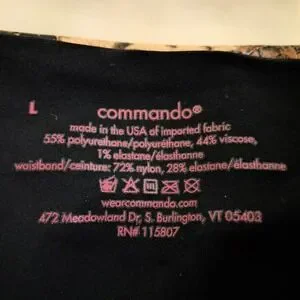 L
commando®
made in the USA of imported fabric
55% polyurethane/polyuréthane, 44% viscose,
1% elastane/élasthanne
waistband/ceinture: 72% nylon, 28% elastane/élasthanne
wearcommando.com
472 Meadowland Dr, S. Burlington, VT 05403
RN# 115807